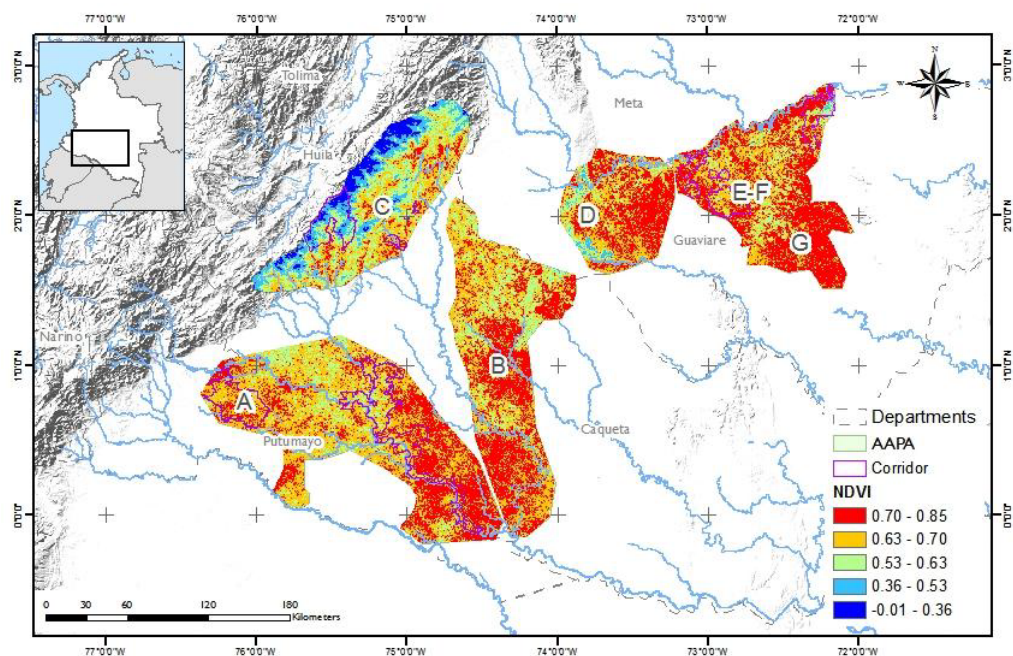 77°0'0"W 76°0'0"W 75°0'0"W 74°0'0"W 73°0'0"W 72°0'0"W
3°0'0"N 3°0'0"N
N
W E
S
Tolima
Meta
Huila
C
E-F
D
2°0'0"N 2°0'0"N
Guaviare
G
Narino
1°0'0"N B 1°0'0"N
A
Caqueta
Putumayo
Departments
AAPA
Corridor
NDVI
0°0'0" 0.70 - 0.85 0°0'0"
0.63 - 0.70
0.53 - 0.63
0.36 - 0.53
-0.01 - 0.36
0 30 60 120 180
Kilometers
77°0'0"W 76°0'0"W 75°0'0"W 74°0'0"W 73°0'0"W 72°0'0"W